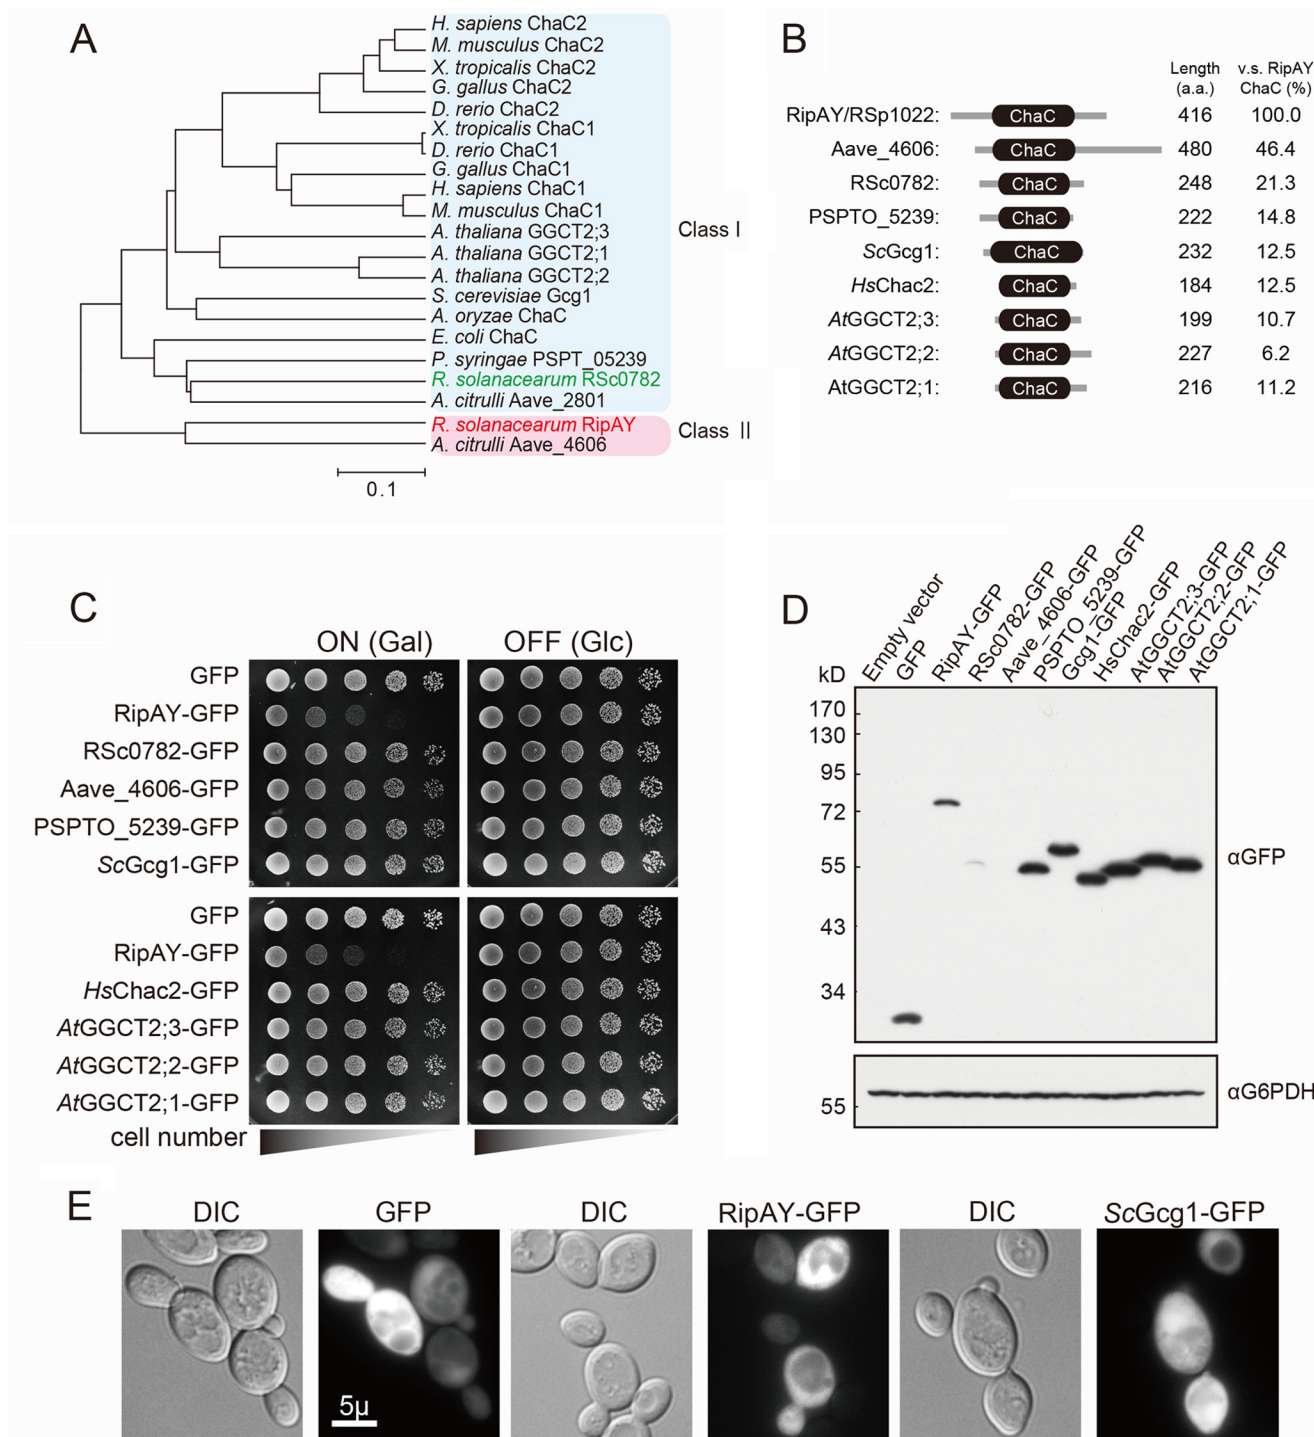 A
H. sapiens ChaC2
M. musculus ChaC2
X. tropicalis ChaC2
G. gallus ChaC2
D. rerio ChaC2
X. tropicalis ChaC1
D. rerio ChaC1
G. gallus ChaC1
H. sapiens ChaC1
M. musculus ChaC1
A. thaliana GGCT2;3
A. thaliana GGCT2;1
A. thaliana GGCT2;2
S. cerevisiae Gcg1
A. oryzae ChaC
E. coli ChaC
P. syringae PSPT_05239
R. solanacearum RSc0782
A. citrulli Aave_2801
R. solanacearum RipAY
A. citrulli Aave_4606
Class I
Class II
0.1
B
Length (a.a.)
v.s. RipAY ChaC (%)
RipAY/RSp1022: ChaC 416 100.0
Aave_4606: ChaC 480 46.4
RSc0782: ChaC 248 21.3
PSPTO_5239: ChaC 222 14.8
ScGcg1: ChaC 232 12.5
HsChac2: ChaC 184 12.5
AtGGCT2;3: ChaC 199 10.7
AtGGCT2;2: ChaC 227 6.2
AtGGCT2;1: ChaC 216 11.2
C
ON (Gal) OFF (Glc)
GFP
RipAY-GFP
RSc0782-GFP
Aave_4606-GFP
PSPTO_5239-GFP
ScGcg1-GFP
GFP
RipAY-GFP
HsChac2-GFP
AtGGCT2;3-GFP
AtGGCT2;2-GFP
AtGGCT2;1-GFP
cell number
D
Empty vector
GFP
RipAY-GFP
RSc0782-GFP
Aave_4606-GFP
PSPTO_5239-GFP
Gcg1-GFP
HsChac2-GFP
AtGGCT2;3-GFP
AtGGCT2;2-GFP
AtGGCT2;1-GFP
kD
170
130
95
72
55
43
34
αGFP
55
αG6PDH
E
DIC GFP DIC RipAY-GFP DIC ScGcg1-GFP
5μ